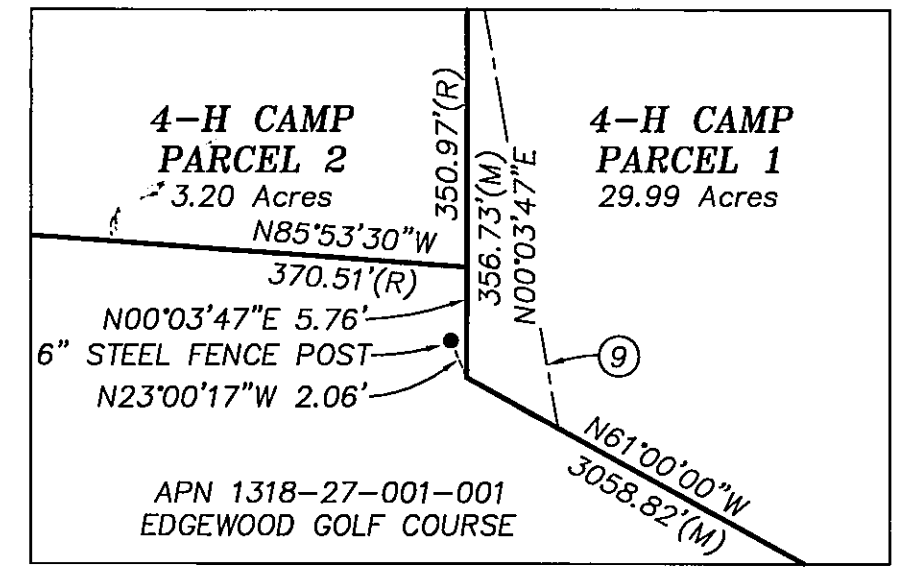 4-H CAMP
PARCEL 2
3.20 Acres
350.97'(R)
356.73'(M)
N00°03'47"E
4-H CAMP
PARCEL 1
29.99 Acres
N85°53'30"W
370.51'(R)
N00°03'47"E 5.76'
6" STEEL FENCE POST
N23°00'17"W 2.06'
9
N61°00'00"W
3058.82'(M)
APN 1318-27-001-001
EDGEWOOD GOLF COURSE